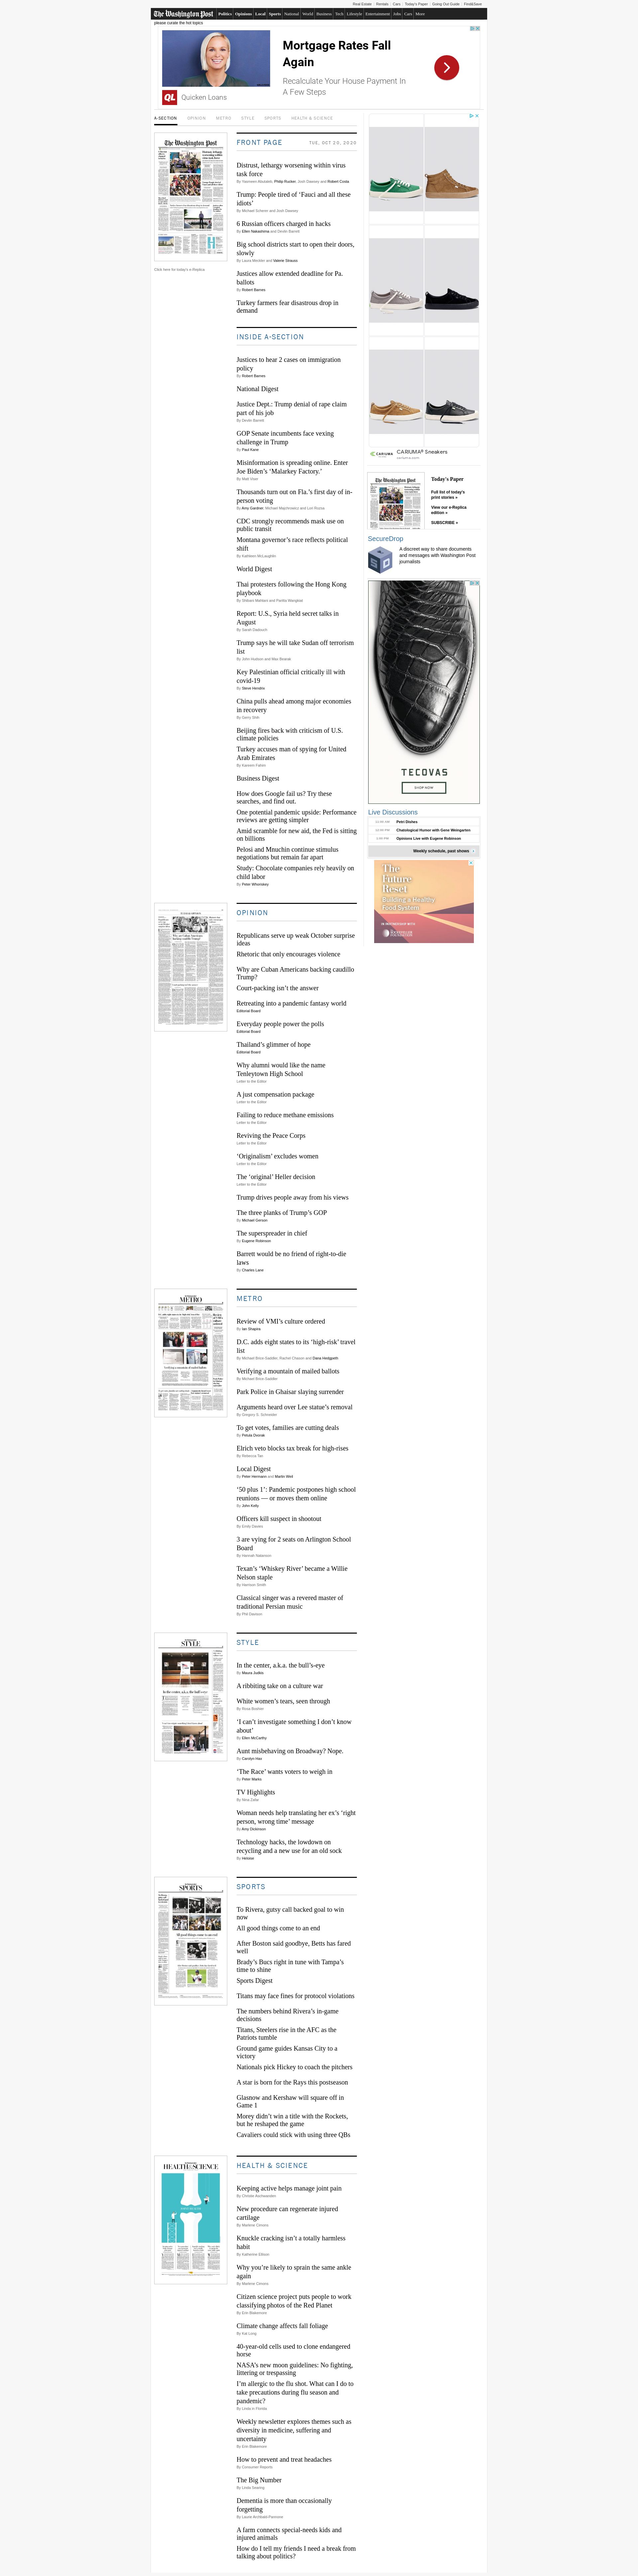 Real Estate | Rentals | Cars | Today's Paper | Going Out Guide | Find&Save
The Washington Post Politics Opinions Local Sports National World Business Tech Lifestyle Entertainment Jobs Cars More
please curate the hot topics
Mortgage Rates Fall
Again
Recalculate Your House Payment In
A Few Steps
QL Quicken Loans
A-SECTION OPINION METRO STYLE SPORTS HEALTH & SCIENCE
Click here for today's e-Replica
FRONT PAGE TUE, OCT 20, 2020
Distrust, lethargy worsening within virus
task force
By Yasmeen Abutaleb, Philip Rucker, Josh Dawsey and Robert Costa
Trump: People tired of ‘Fauci and all these
idiots’
By Michael Scherer and Josh Dawsey
6 Russian officers charged in hacks
By Ellen Nakashima and Devlin Barrett
Big school districts start to open their doors,
slowly
By Laura Meckler and Valerie Strauss
Justices allow extended deadline for Pa.
ballots
By Robert Barnes
Turkey farmers fear disastrous drop in
demand
INSIDE A-SECTION
Justices to hear 2 cases on immigration
policy
By Robert Barnes
National Digest
Justice Dept.: Trump denial of rape claim
part of his job
By Devlin Barrett
GOP Senate incumbents face vexing
challenge in Trump
By Paul Kane
Misinformation is spreading online. Enter
Joe Biden’s ‘Malarkey Factory.’
By Matt Viser
Thousands turn out on Fla.’s first day of in-
person voting
By Amy Gardner, Michael Majchrowicz and Lori Rozsa
CDC strongly recommends mask use on
public transit
Montana governor’s race reflects political
shift
By Kathleen McLaughlin
World Digest
Thai protesters following the Hong Kong
playbook
By Shibani Mahtani and Paritta Wangkiat
Report: U.S., Syria held secret talks in
August
By Sarah Dadouch
Trump says he will take Sudan off terrorism
list
By John Hudson and Max Bearak
Key Palestinian official critically ill with
covid-19
By Steve Hendrix
China pulls ahead among major economies
in recovery
By Gerry Shih
Beijing fires back with criticism of U.S.
climate policies
Turkey accuses man of spying for United
Arab Emirates
By Kareem Fahim
Business Digest
How does Google fail us? Try these
searches, and find out.
One potential pandemic upside: Performance
reviews are getting simpler
Amid scramble for new aid, the Fed is sitting
on billions
Pelosi and Mnuchin continue stimulus
negotiations but remain far apart
Study: Chocolate companies rely heavily on
child labor
By Peter Whoriskey
OPINION
Republicans serve up weak October surprise
ideas
Rhetoric that only encourages violence
Why are Cuban Americans backing caudillo
Trump?
Court-packing isn’t the answer
Retreating into a pandemic fantasy world
Editorial Board
Everyday people power the polls
Editorial Board
Thailand’s glimmer of hope
Editorial Board
Why alumni would like the name
Tenleytown High School
Letter to the Editor
A just compensation package
Letter to the Editor
Failing to reduce methane emissions
Letter to the Editor
Reviving the Peace Corps
Letter to the Editor
‘Originalism’ excludes women
Letter to the Editor
The ‘original’ Heller decision
Letter to the Editor
Trump drives people away from his views
The three planks of Trump’s GOP
By Michael Gerson
The superspreader in chief
By Eugene Robinson
Barrett would be no friend of right-to-die
laws
By Charles Lane
METRO
Review of VMI’s culture ordered
By Ian Shapira
D.C. adds eight states to its ‘high-risk’ travel
list
By Michael Brice-Saddler, Rachel Chason and Dana Hedgpeth
Verifying a mountain of mailed ballots
By Michael Brice-Saddler
Park Police in Ghaisar slaying surrender
Arguments heard over Lee statue’s removal
By Gregory S. Schneider
To get votes, families are cutting deals
By Petula Dvorak
Elrich veto blocks tax break for high-rises
By Rebecca Tan
Local Digest
By Peter Hermann and Martin Weil
‘50 plus 1’: Pandemic postpones high school
reunions — or moves them online
By John Kelly
Officers kill suspect in shootout
By Emily Davies
3 are vying for 2 seats on Arlington School
Board
By Hannah Natanson
Texan’s ‘Whiskey River’ became a Willie
Nelson staple
By Harrison Smith
Classical singer was a revered master of
traditional Persian music
By Phil Davison
STYLE
In the center, a.k.a. the bull’s-eye
By Maura Judkis
A ribbiting take on a culture war
White women’s tears, seen through
By Rosa Boshier
‘I can’t investigate something I don’t know
about’
By Ellen McCarthy
Aunt misbehaving on Broadway? Nope.
By Carolyn Hax
‘The Race’ wants voters to weigh in
By Peter Marks
TV Highlights
By Nina Zafar
Woman needs help translating her ex’s ‘right
person, wrong time’ message
By Amy Dickinson
Technology hacks, the lowdown on
recycling and a new use for an old sock
By Heloise
SPORTS
To Rivera, gutsy call backed goal to win
now
All good things come to an end
After Boston said goodbye, Betts has fared
well
Brady’s Bucs right in tune with Tampa’s
time to shine
Sports Digest
Titans may face fines for protocol violations
The numbers behind Rivera’s in-game
decisions
Titans, Steelers rise in the AFC as the
Patriots tumble
Ground game guides Kansas City to a
victory
Nationals pick Hickey to coach the pitchers
A star is born for the Rays this postseason
Glasnow and Kershaw will square off in
Game 1
Morey didn’t win a title with the Rockets,
but he reshaped the game
Cavaliers could stick with using three QBs
HEALTH & SCIENCE
Keeping active helps manage joint pain
By Christie Aschwanden
New procedure can regenerate injured
cartilage
By Marlene Cimons
Knuckle cracking isn’t a totally harmless
habit
By Katherine Ellison
Why you’re likely to sprain the same ankle
again
By Marlene Cimons
Citizen science project puts people to work
classifying photos of the Red Planet
By Erin Blakemore
Climate change affects fall foliage
By Kat Long
40-year-old cells used to clone endangered
horse
NASA’s new moon guidelines: No fighting,
littering or trespassing
I’m allergic to the flu shot. What can I do to
take precautions during flu season and
pandemic?
By Linda in Florida
Weekly newsletter explores themes such as
diversity in medicine, suffering and
uncertainty
By Erin Blakemore
How to prevent and treat headaches
By Consumer Reports
The Big Number
By Linda Searing
Dementia is more than occasionally
forgetting
By Laurie Archbald-Pannone
A farm connects special-needs kids and
injured animals
How do I tell my friends I need a break from
talking about politics?
CARIUMA CARIUMA® Sneakers
Today's Paper
Full list of today's
print stories »
View our e-Replica
edition »
SUBSCRIBE »
SecureDrop
A discreet way to share documents
and messages with Washington Post
journalists
TECOVAS
SHOP NOW
Live Discussions
Petri Dishes
Chatological Humor with Gene Weingarten
Opinions Live with Eugene Robinson
Weekly schedule, past shows
The
Future
Reset
Building a Healthy
Food System